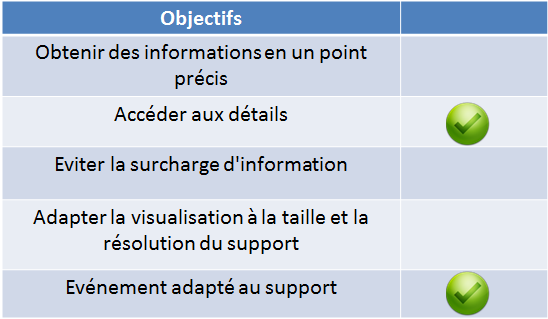 Objectifs
Obtenir des informations en un point
précis
Accéder aux détails
Eviter la surcharge d'information
Adapter la visualisation à la taille et la
résolution du support
Evénement adapté au support